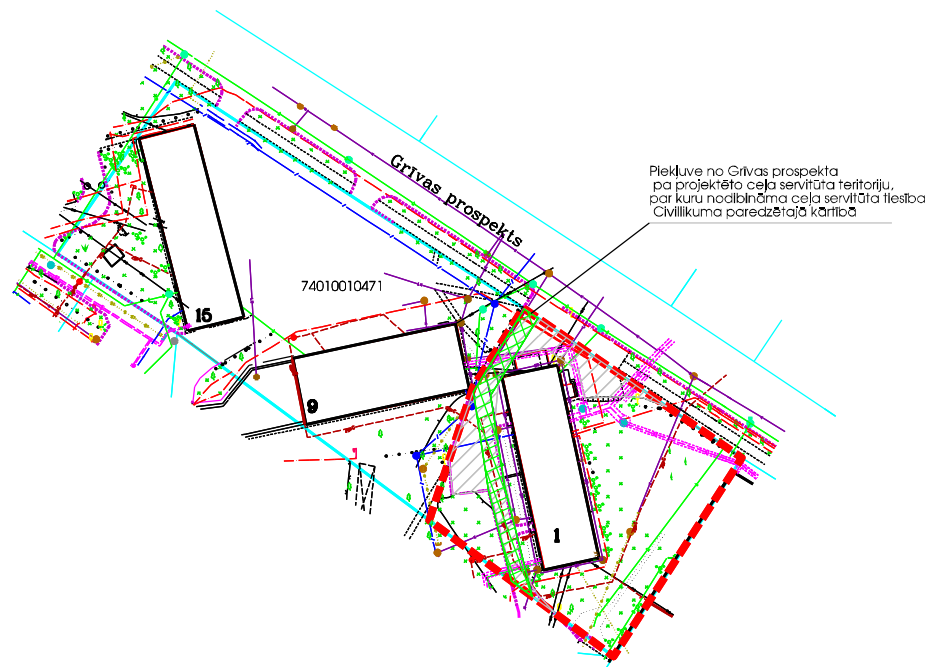 Grīvas prospekts
Piekļuve no Grīvas prospekta
pa projektēto ceļa servitūta teritoriju,
par kuru nodibināma ceļa servitūta tiesība
Civillikuma paredzētajā kārtībā
74010010471
15
9
1